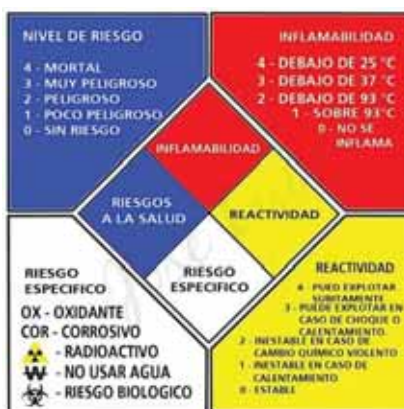 NIVEL DE RIESGO
4 - MORTAL
3 - MUY PELIGROSO
2 - PELIGROSO
1 - POCO PELIGROSO
0 - SIN RIESGO
INFLAMABILIDAD
4 - DEBAJO DE 25 °C
3 - DEBAJO DE 37 °C
2 - DEBAJO DE 93 °C
1 - SOBRE 93°C
0 - NO SE
INFLAMA
INFLAMABILIDAD
RIESGOS
A LA SALUD
REACTIVIDAD
RIESGO
ESPECIFICO
RIESGO
ESPECIFICO
OX - OXIDANTE
COR - CORROSIVO
- RADIOACTIVO
W - NO USAR AGUA
- RIESGO BIOLOGICO
REACTIVIDAD
4 - PUED EXPLOTAR
SUBITAMENTE
3 - PUEDE EXPLOTAR EN
CASO DE CHOQUE O
CALENTAMIENTO.
2 - INESTABLE EN CASO DE
CAMBIO QUÍMICO VIOLENTO
1 - INESTABLE EN CASO DE
CALENTAMIENTO
0 - ESTABLE